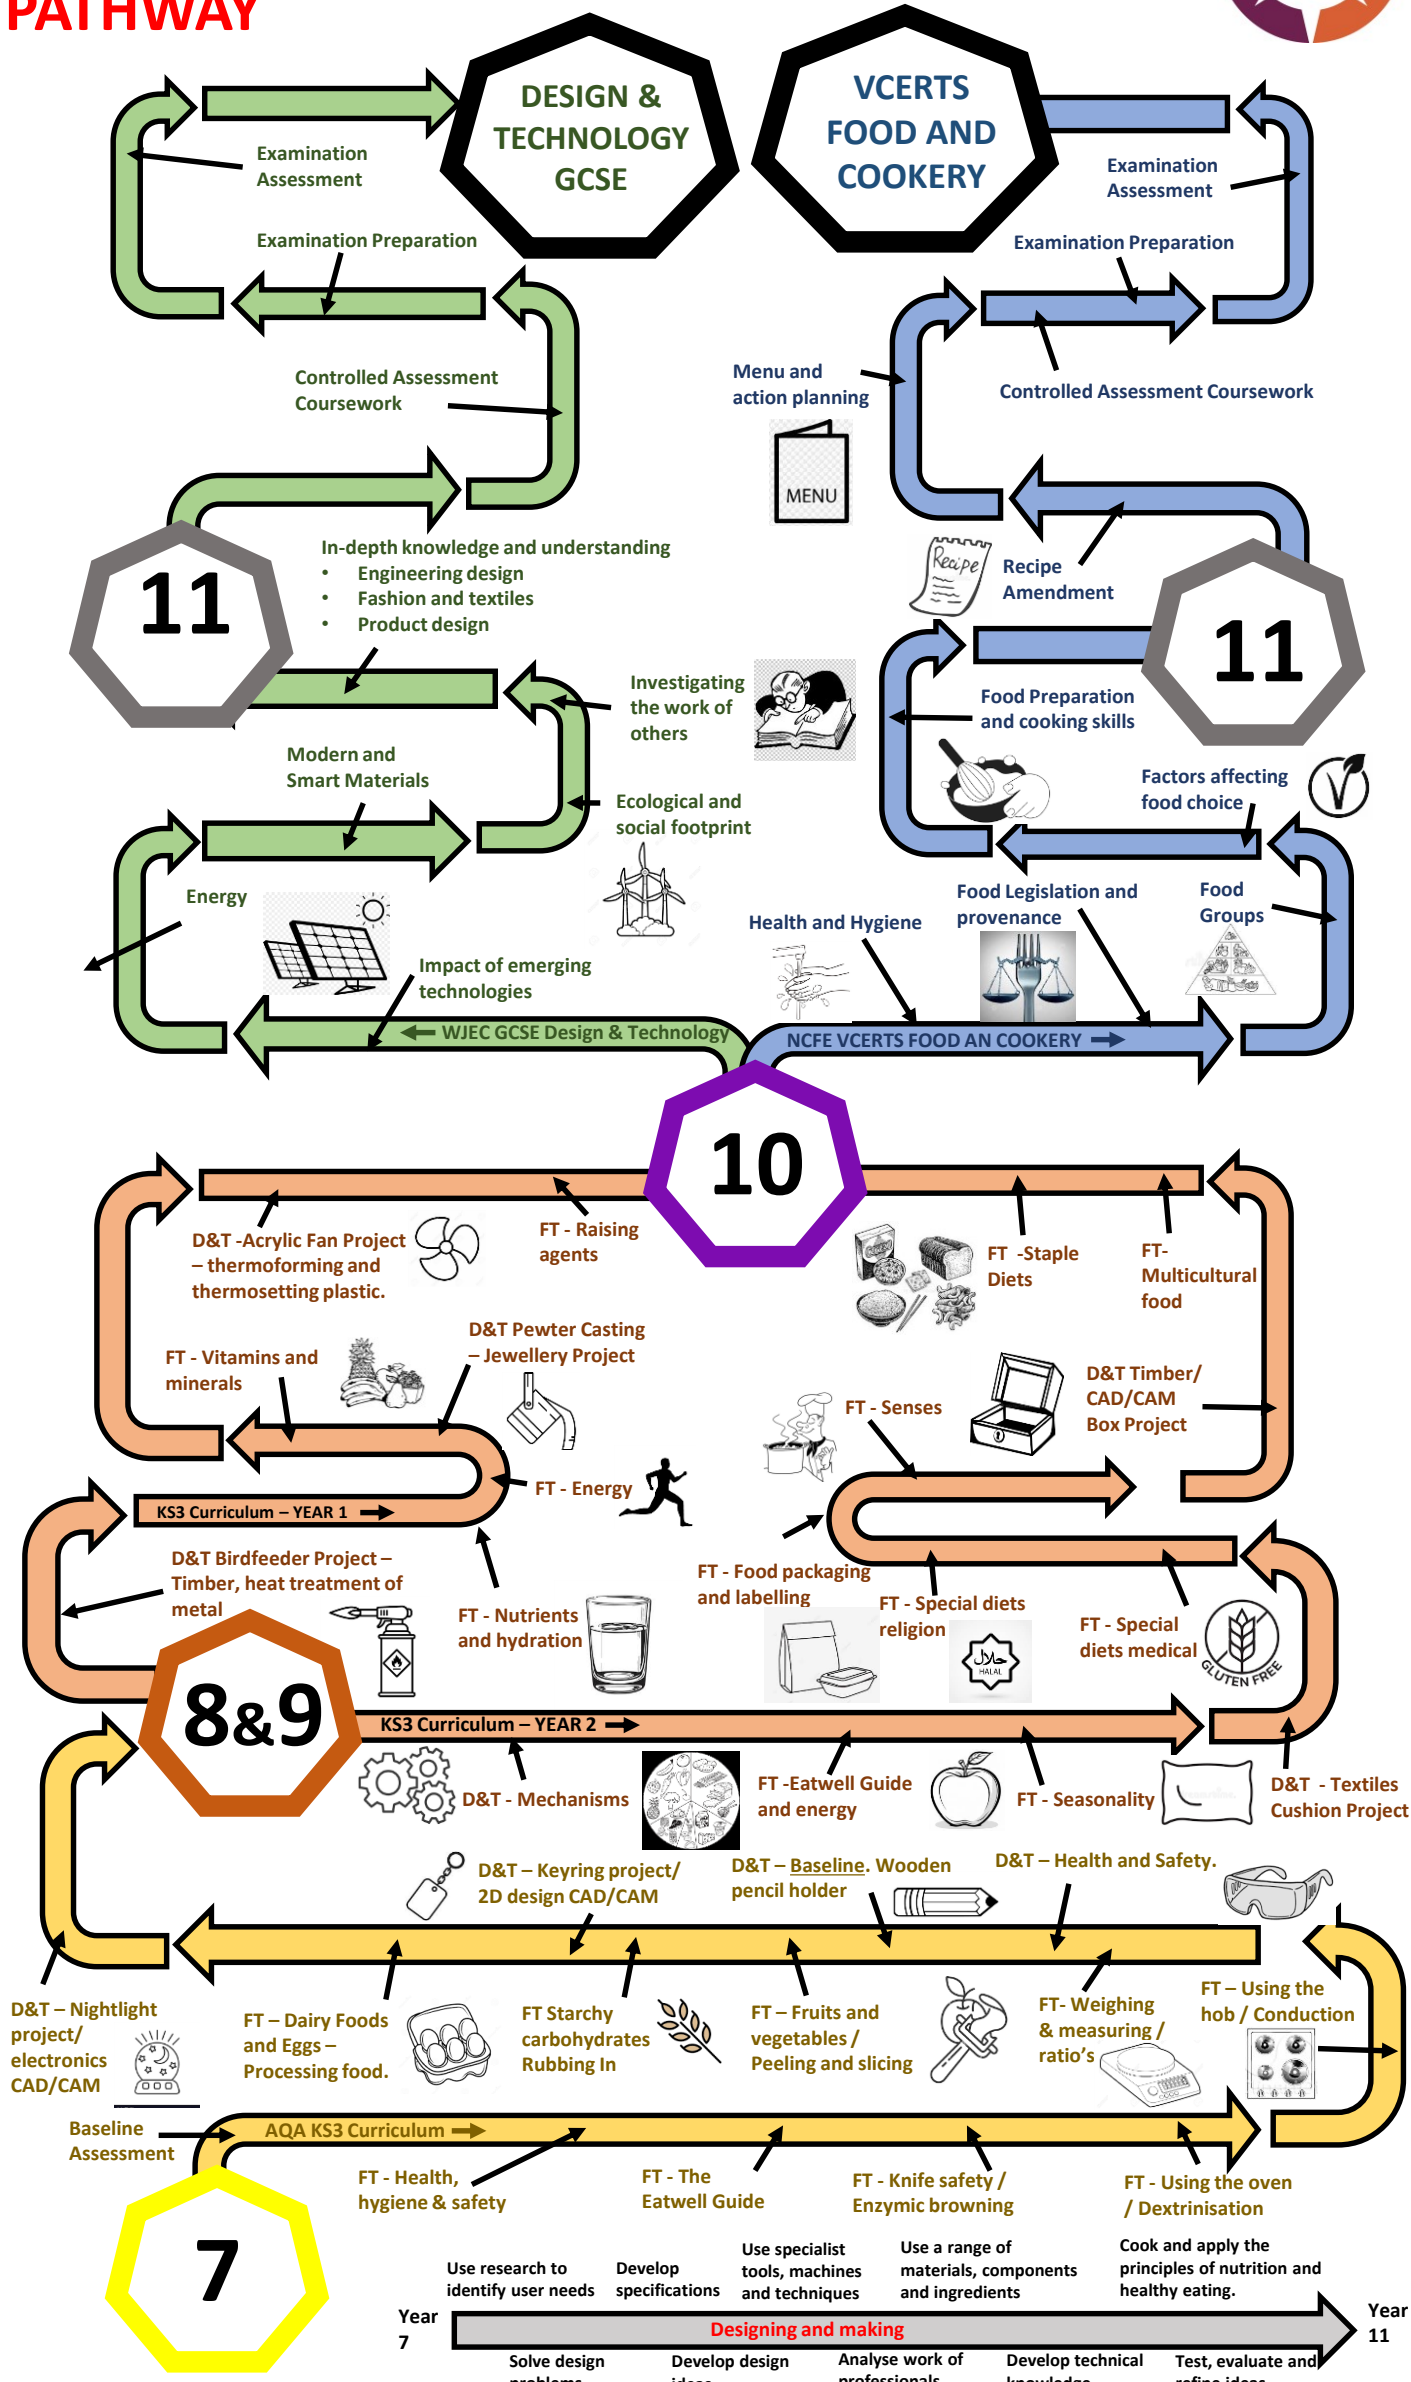 PATHWAY
DESIGN &
TECHNOLOGY
GCSE
VCERTS
FOOD AND
COOKERY
Examination
Assessment
Examination
Assessment
Examination Preparation
Examination Preparation
Controlled Assessment
Coursework
Menu and
action planning
Controlled Assessment Coursework
MENU
In-depth knowledge and understanding
• Engineering design
• Fashion and textiles
• Product design
Recipe
Recipe
Amendment
11
11
Investigating
the work of
others
Food Preparation
and cooking skills
Modern and
Smart Materials
Factors affecting
food choice
V
Ecological and
social footprint
Energy
Food Legislation and
provenance
Food
Groups
Health and Hygiene
Impact of emerging
technologies
WJEC GCSE Design & Technology
NCFE VCERTS FOOD AN COOKERY
10
D&T -Acrylic Fan Project
– thermoforming and
thermosetting plastic.
FT - Raising
agents
FT -Staple
Diets
FT-
Multicultural
food
FT - Vitamins and
minerals
D&T Pewter Casting
– Jewellery Project
D&T Timber/
CAD/CAM
Box Project
FT - Senses
FT - Energy
KS3 Curriculum – YEAR 1
D&T Birdfeeder Project –
Timber, heat treatment of
metal
FT - Nutrients
and hydration
FT - Food packaging
and labelling
FT - Special diets
religion
حلال
HALAL
FT - Special
diets medical
GLUTEN FREE
8&9
KS3 Curriculum – YEAR 2
D&T - Mechanisms
FT -Eatwell Guide
and energy
FT - Seasonality
D&T - Textiles
Cushion Project
D&T – Keyring project/
2D design CAD/CAM
D&T – Baseline. Wooden
pencil holder
D&T – Health and Safety.
D&T – Nightlight
project/
electronics
CAD/CAM
FT – Dairy Foods
and Eggs –
Processing food.
FT Starchy
carbohydrates
Rubbing In
FT – Fruits and
vegetables /
Peeling and slicing
FT- Weighing
& measuring /
ratio's
FT – Using the
hob / Conduction
Baseline
Assessment
AQA KS3 Curriculum
FT - Health,
hygiene & safety
FT - The
Eatwell Guide
FT - Knife safety /
Enzymic browning
FT - Using the oven
/ Dextrinisation
7
Use research to
identify user needs
Develop
specifications
Use specialist
tools, machines
and techniques
Use a range of
materials, components
and ingredients
Cook and apply the
principles of nutrition and
healthy eating.
Year
7
Designing and making
Year
11
Solve design
problems
Develop design
ideas
Analyse work of
professionals
Develop technical
knowledge
Test, evaluate and
refine ideas